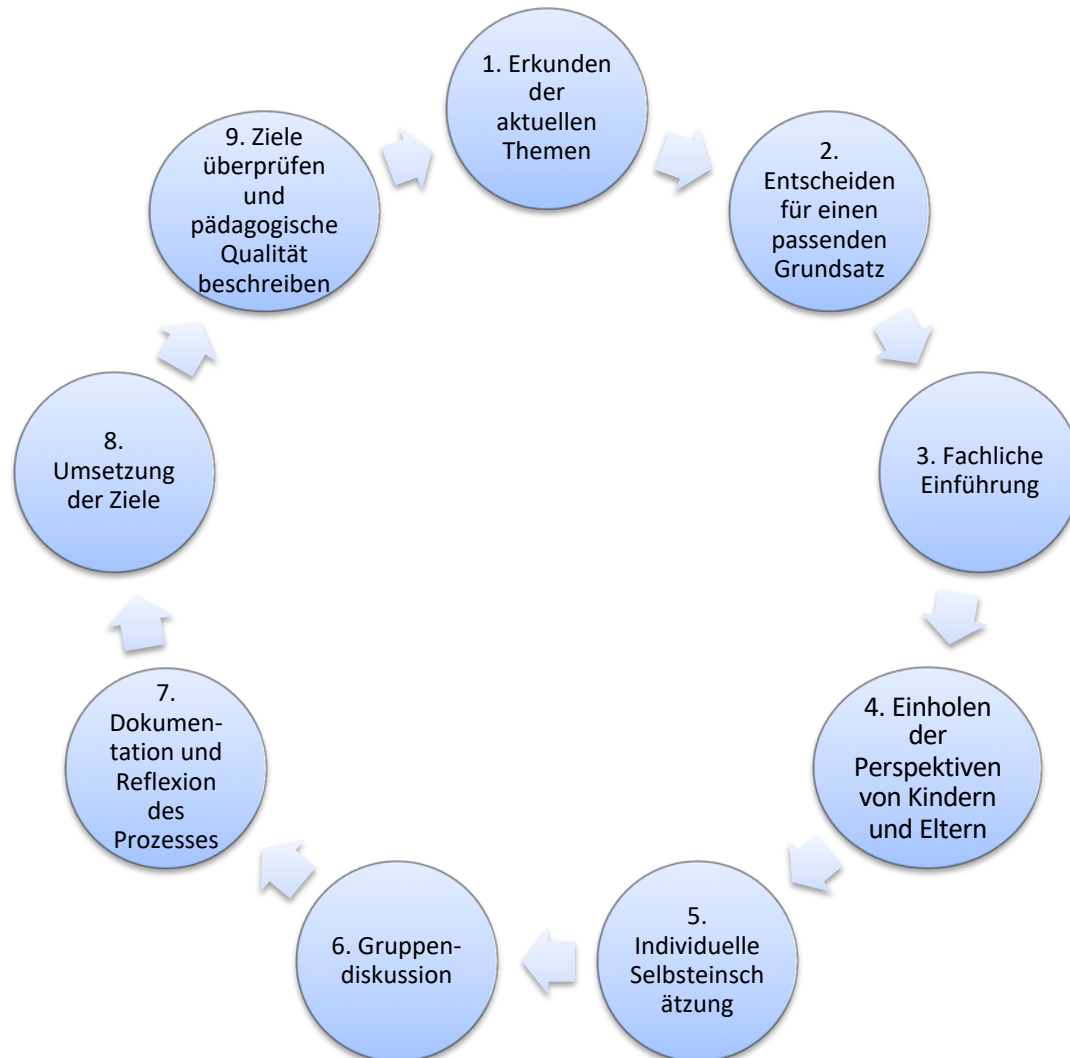 1. Erkunden
der
aktuellen
Themen
2.
Entscheiden
für einen
passenden
Grundsatz
3. Fachliche
Einführung
4. Einholen
der
Perspektiven
von Kindern
und Eltern
5.
Individuelle
Selbsteinsch
ätzung
6. Gruppen-
diskussion
7.
Dokumen-
tation und
Reflexion
des
Prozesses
8.
Umsetzung
der Ziele
9. Ziele
überprüfen
und
pädagogische
Qualität
beschreiben